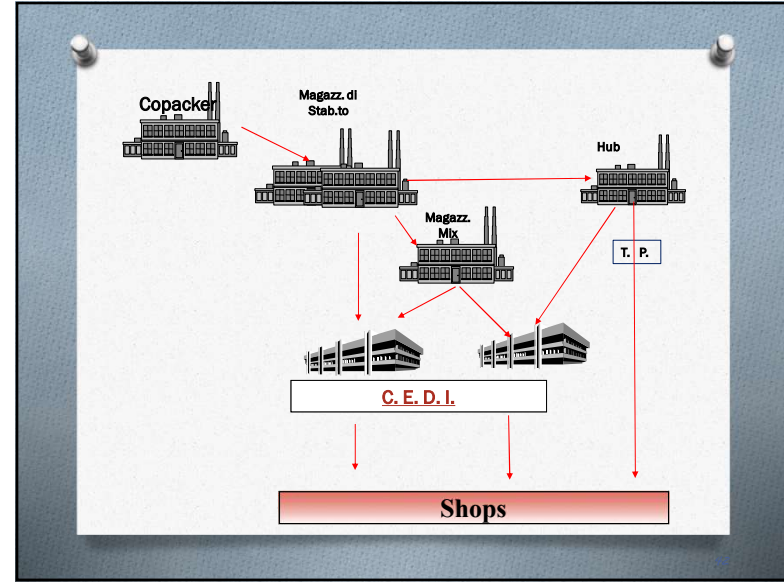 Copacker
Magazz. di
Stab.to
Hub
Magazz.
Mix
T. P.
C. E. D. I.
Shops